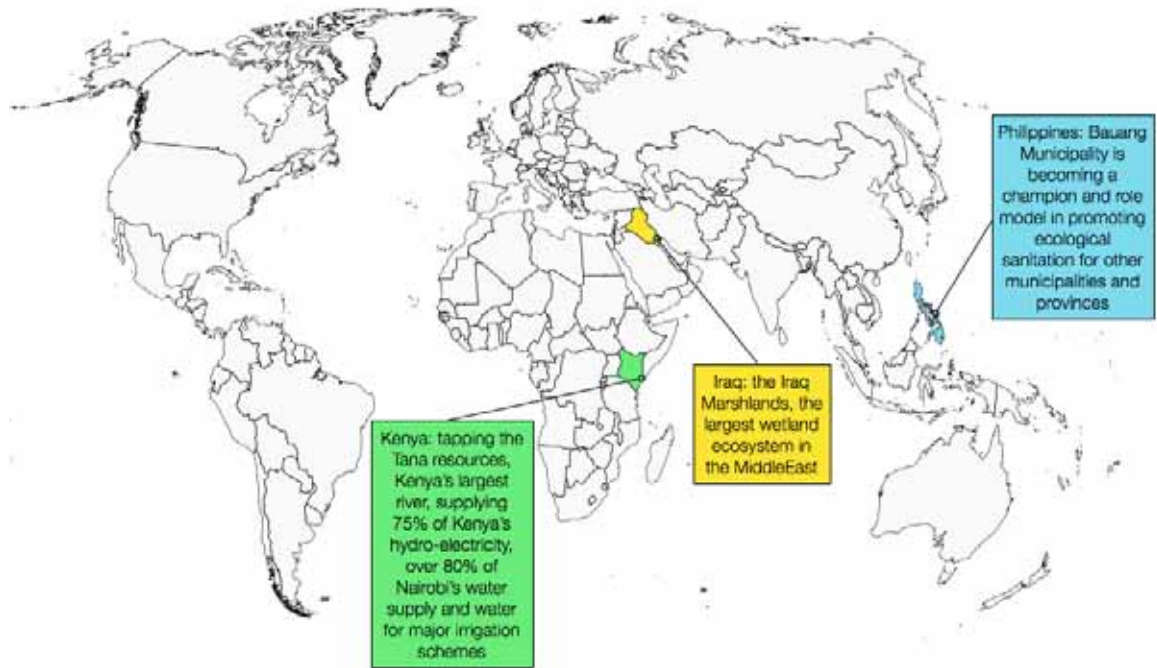 Philippines: Bauang
Municipality is
becoming a
champion and role
model in promoting
ecological
sanitation for other
municipalities and
provinces
Iraq: the Iraq
Marshlands, the
largest wetland
ecosystem in
the MiddleEast
Kenya: tapping the
Tana resources,
Kenya's largest
river, supplying
75% of Kenya's
hydro-electricity,
over 80% of
Nairobi's water
supply and water
for major irrigation
schemes